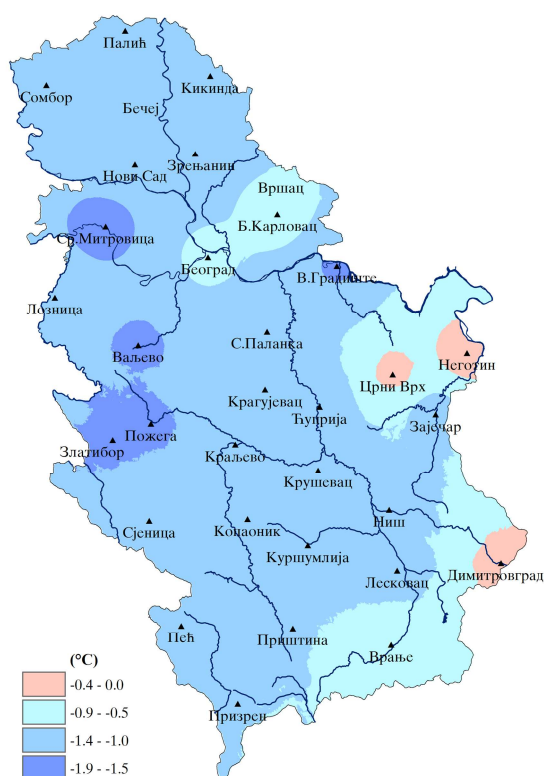 Палић
Сомбор
Кикинда
Бечеј
Зрењанин
Нови Сад
Вршац
Б.Карловац
Ср.Митровица
Београд
В.Градиште
Лозница
С.Паланка
Ваљево
Неготин
Црни Врх
Крагујевац
Ћуприја
Зајечар
Пожега
Златибор
Краљево
Крушевац
Ниш
Сјеница
Копаоник
Куршумлија
Димитровград
Лесковац
Пећ
Приштина
Врање
Призрен
(°C)
-0.4 - 0.0
-0.9 - -0.5
-1.4 - -1.0
-1.9 - -1.5